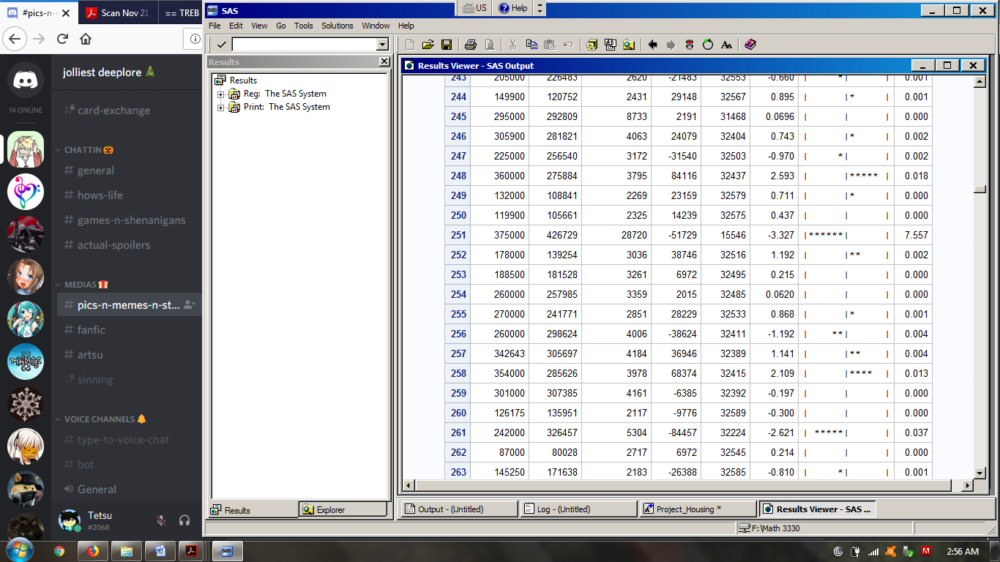 #pics-n-r
Scan Nov 21,
== TREB
SAS
US
Help
File Edit View Go Tools Solutions Window Help
jolliest deeplore
14 ONLINE
card-exchange
CHATTIN
# general
# hows-life
# games-n-shenanigans
# actual-spoilers
MEDIAS
# pics-n-memes-n-st...
# fanfic
# artsu
sinning
VOICE CHANNELS
# type-to-voice-chat
# bot
General
Tetsu
#2068
Results
Results
Reg: The SAS System
Print: The SAS System
Results
Explorer
Results Viewer - SAS Output
243 205000 226483 2620 -21483 32553 -0.660 | *| | 0.001
244 149900 120752 2431 29148 32567 0.895 | |* | 0.001
245 295000 292809 8733 2191 31468 0.0696 | | | 0.000
246 305900 281821 4063 24079 32404 0.743 | |* | 0.002
247 225000 256540 3172 -31540 32503 -0.970 | *| | 0.002
248 360000 275884 3795 84116 32437 2.593 | |***** | 0.018
249 132000 108841 2269 23159 32579 0.711 | |* | 0.000
250 119900 105661 2325 14239 32575 0.437 | | | 0.000
251 375000 426729 28720 -51729 15546 -3.327 |******| | 7.557
252 178000 139254 3036 38746 32516 1.192 | |** | 0.002
253 188500 181528 3261 6972 32495 0.215 | | | 0.000
254 260000 257985 3359 2015 32485 0.0620 | | | 0.000
255 270000 241771 2851 28229 32533 0.868 | |* | 0.001
256 260000 298624 4006 -38624 32411 -1.192 | **| | 0.004
257 342643 305697 4184 36946 32389 1.141 | |** | 0.004
258 354000 285626 3978 68374 32415 2.109 | |**** | 0.013
259 301000 307385 4161 -6385 32392 -0.197 | | | 0.000
260 126175 135951 2117 -9776 32589 -0.300 | | | 0.000
261 242000 326457 5304 -84457 32224 -2.621 | *****| | 0.037
262 87000 80028 2717 6972 32545 0.214 | | | 0.000
263 145250 171638 2183 -26388 32585 -0.810 | *| | 0.001
Output - (Untitled)
Log - (Untitled)
Project_Housing *
Results Viewer - SAS ...
F:\Math 3330
2:56 AM